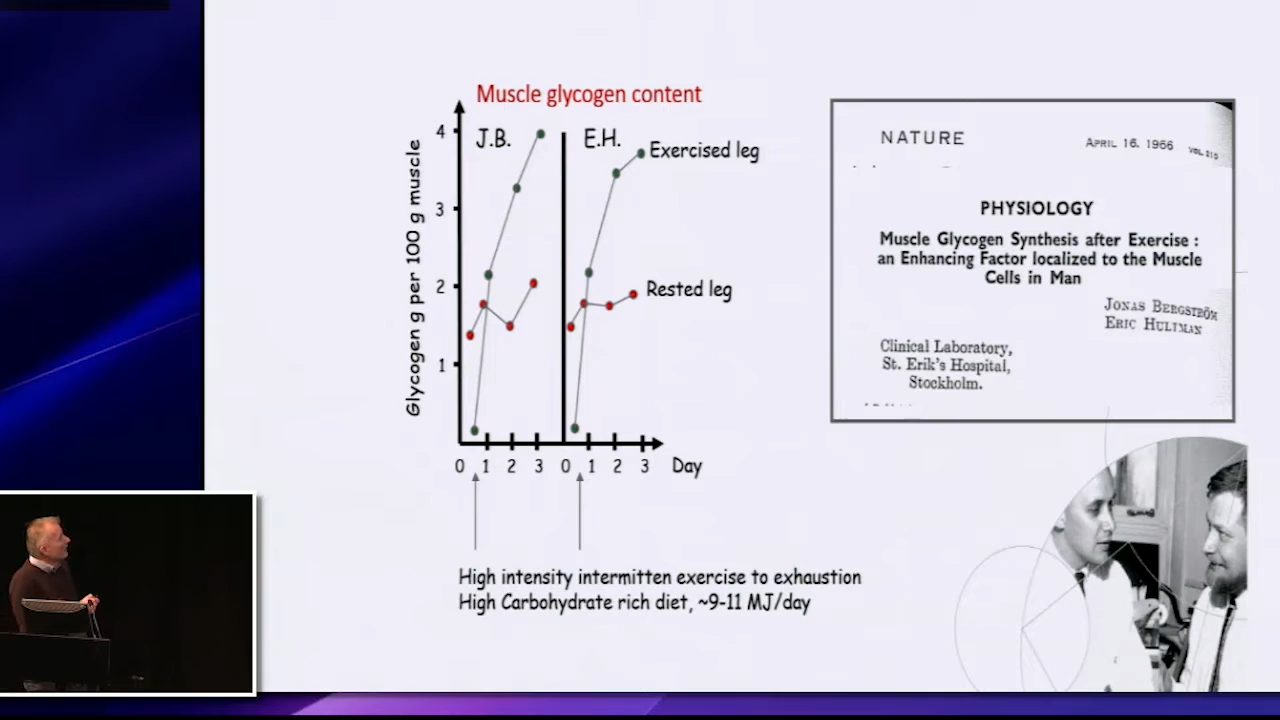 Muscle glycogen content
Glycogen g per 100 g muscle
4
3
2
1
J.B.
E.H.
Exercised leg
Rested leg
0 1 2 3 0 1 2 3 Day
High intensity intermitten exercise to exhaustion
High Carbohydrate rich diet, ~9-11 MJ/day
NATURE
APRIL 16, 1966 VOL. 210
PHYSIOLOGY
Muscle Glycogen Synthesis after Exercise :
an Enhancing Factor localized to the Muscle
Cells in Man
JONAS BERGSTRÖM
ERIC HULTMAN
Clinical Laboratory,
St. Erik's Hospital,
Stockholm.